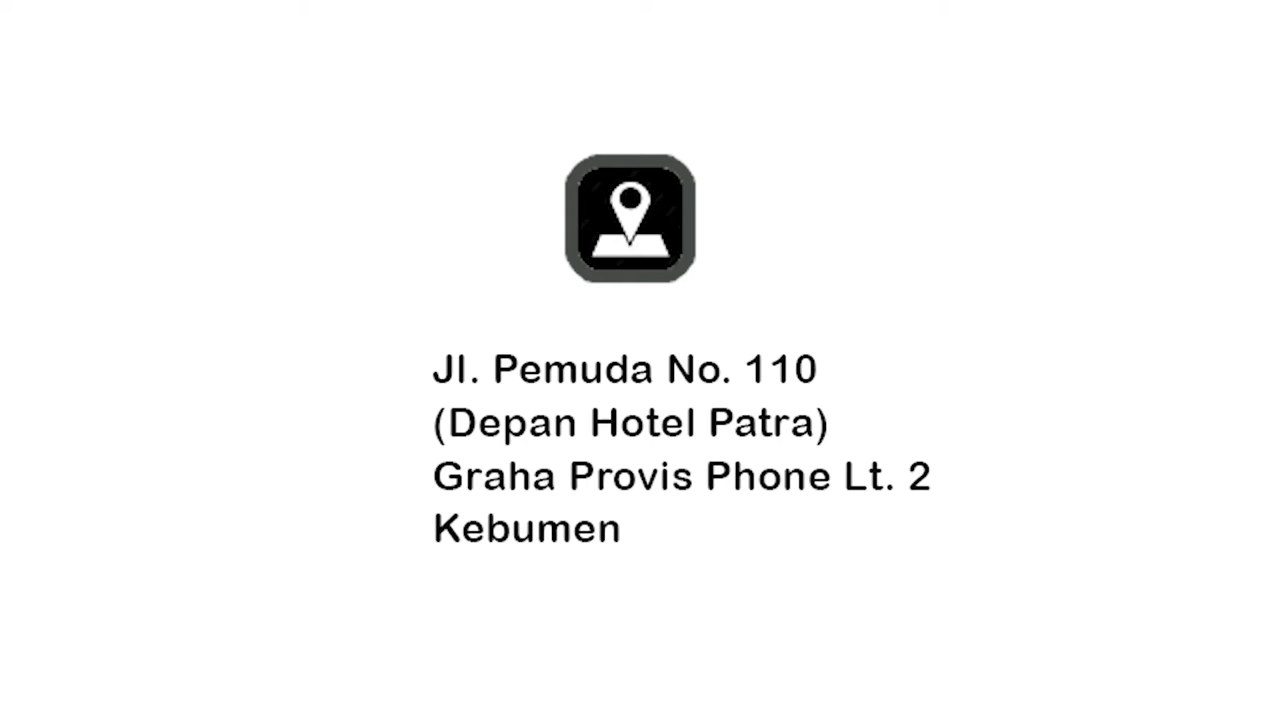 Jl. Pemuda No. 110
(Depan Hotel Patra)
Graha Provis Phone Lt. 2
Kebumen